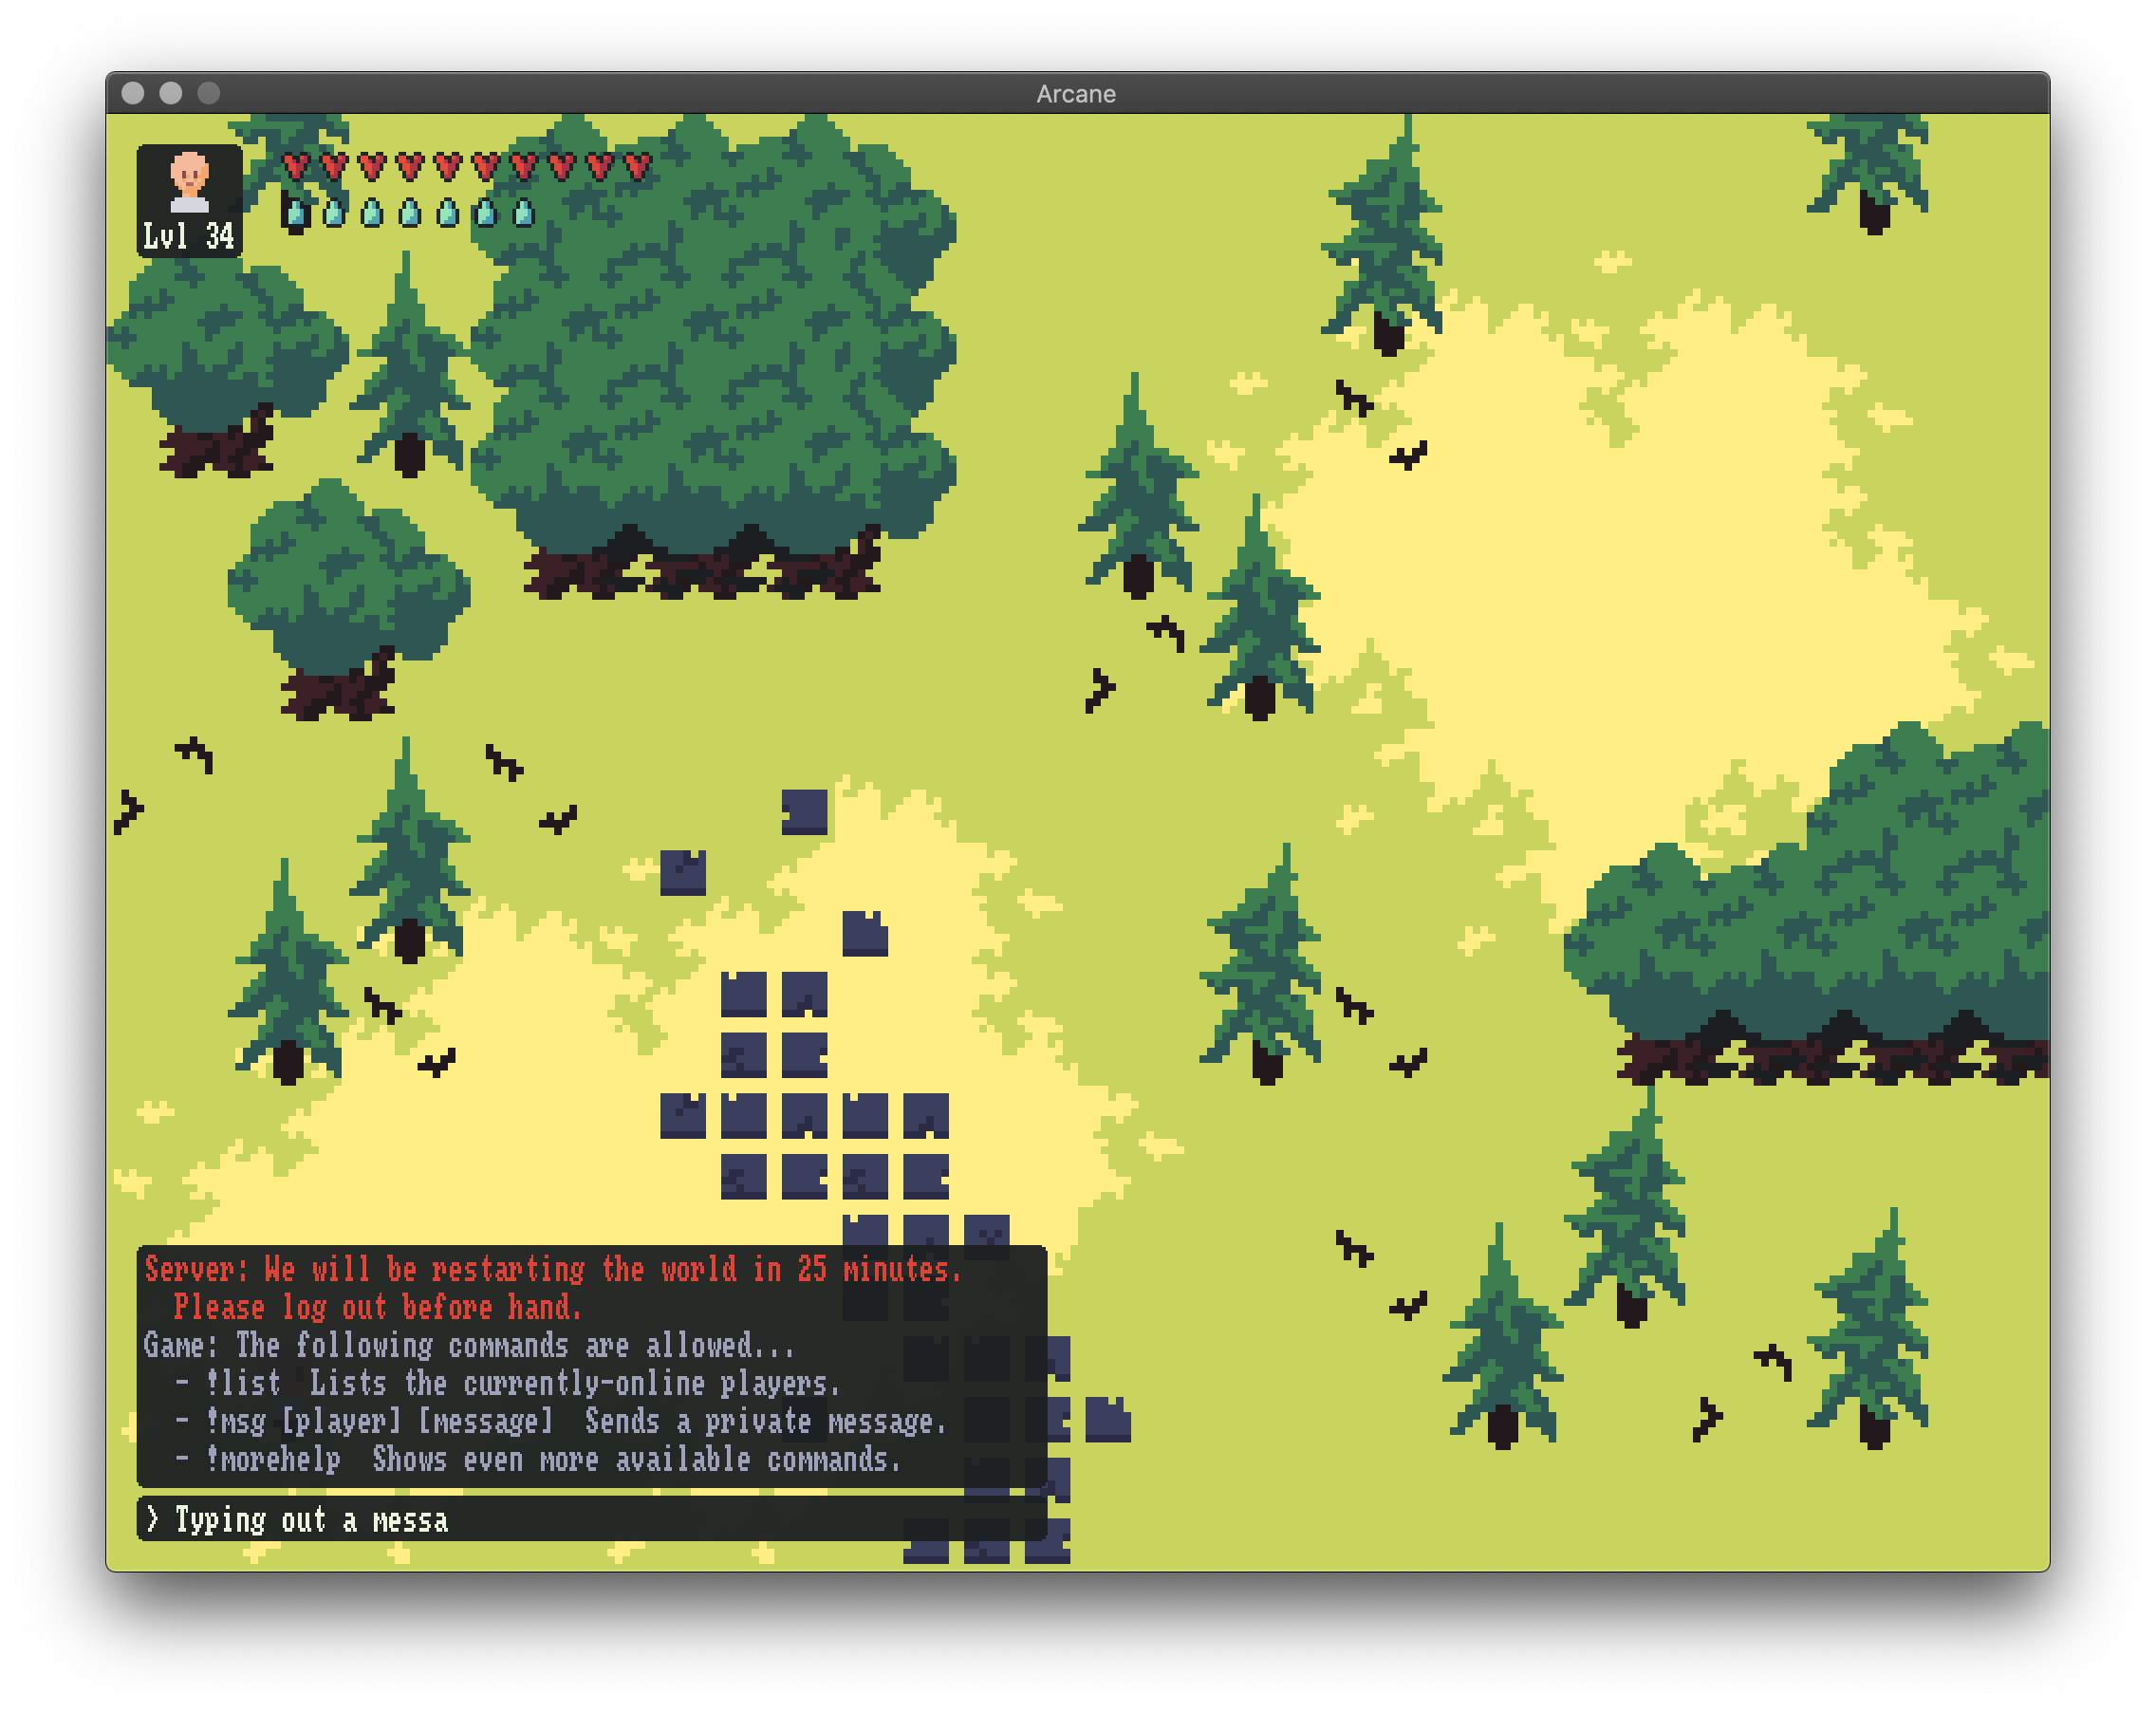 Arcane
Lvl 34
Server: We will be restarting the world in 25 minutes.
Please log out before hand.
Game: The following commands are allowed...
- !list  Lists the currently-online players.
- !msg [player] [message]  Sends a private message.
- !morehelp  Shows even more available commands.
> Typing out a messa